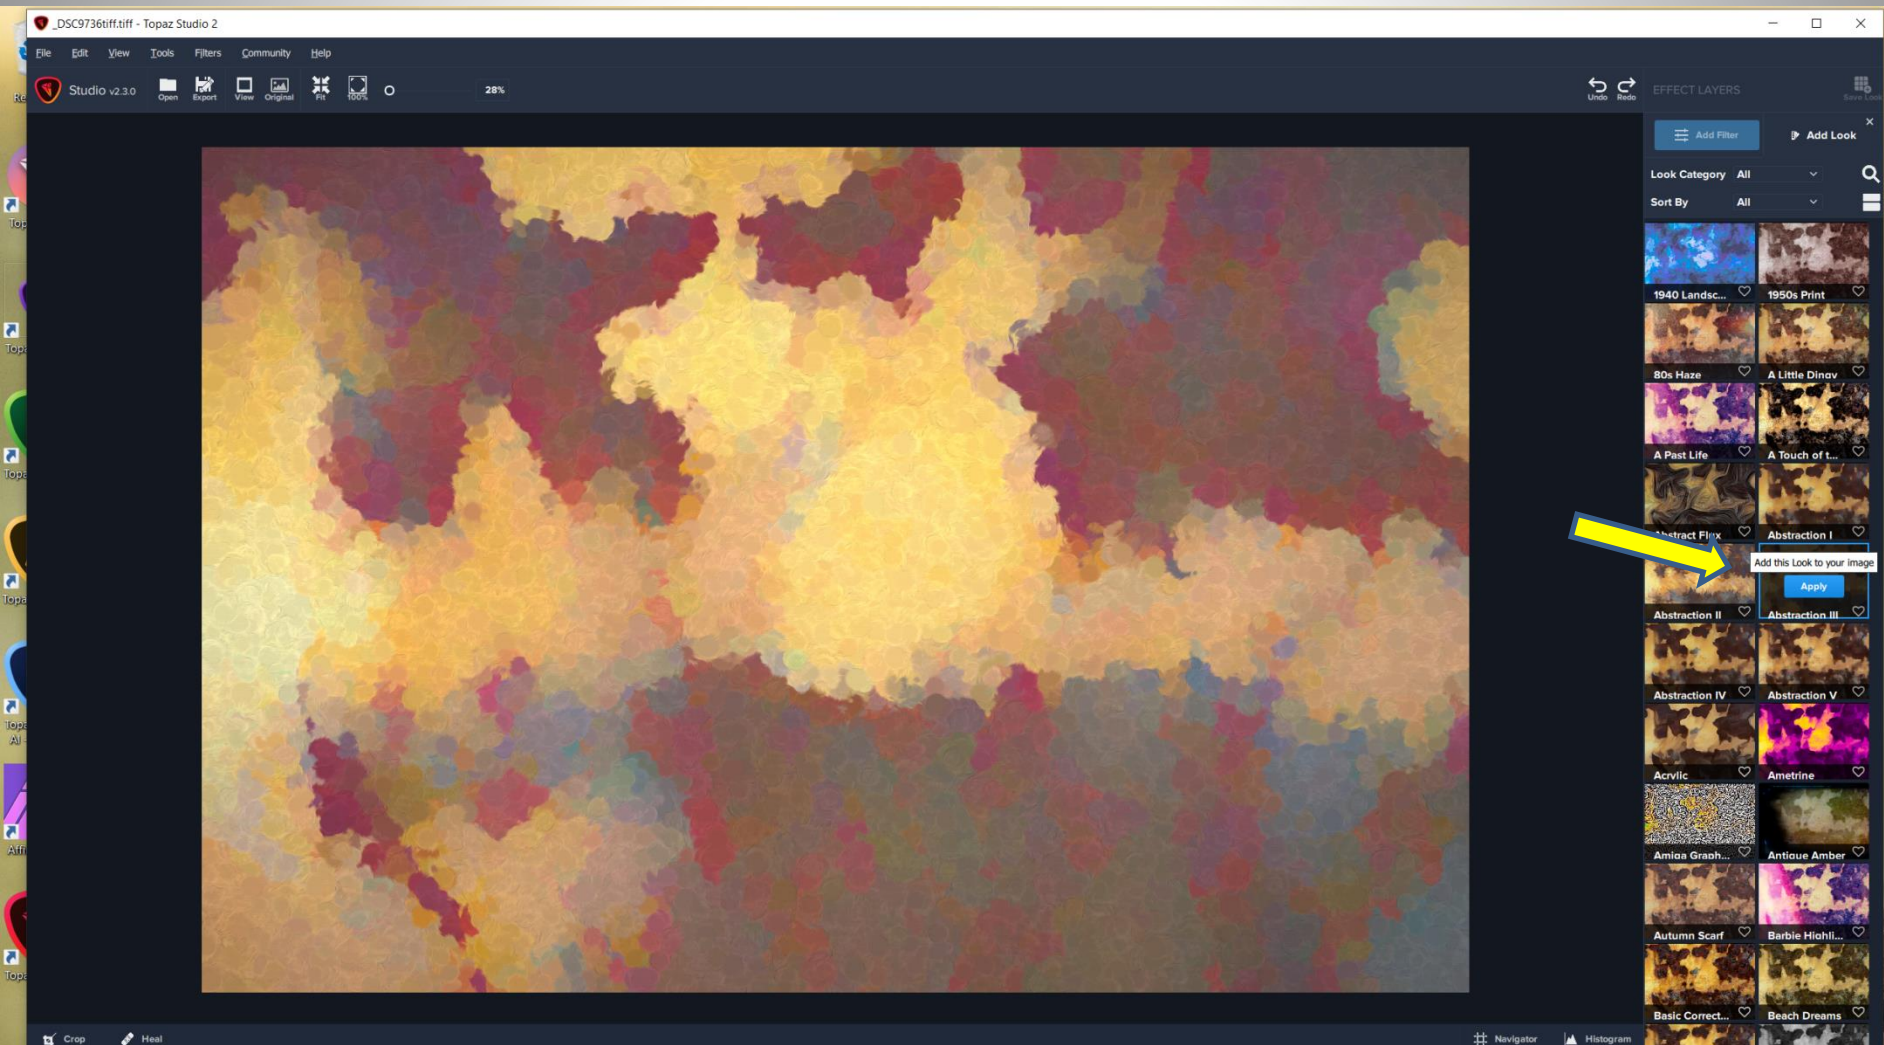 _DSC9736tiff.tiff - Topaz Studio 2
File Edit View Tools Filters Community Help
Studio v2.3.0
Open Export View Original Fit 100% 28% Undo Redo
EFFECT LAYERS Save Look
Add Filter Add Look
Look Category All
Sort By All
1940 Landsc... 1950s Print
80s Haze A Little Dingy
A Past Life A Touch of t...
Abstract Flux Abstraction I
Add this Look to your image
Apply
Abstraction II Abstraction III
Abstraction IV Abstraction V
Acrylic Ametrine
Amiga Graph... Antique Amber
Autumn Scarf Barbie Highli...
Basic Correct... Beach Dreams
Crop Heal Navigator Histogram